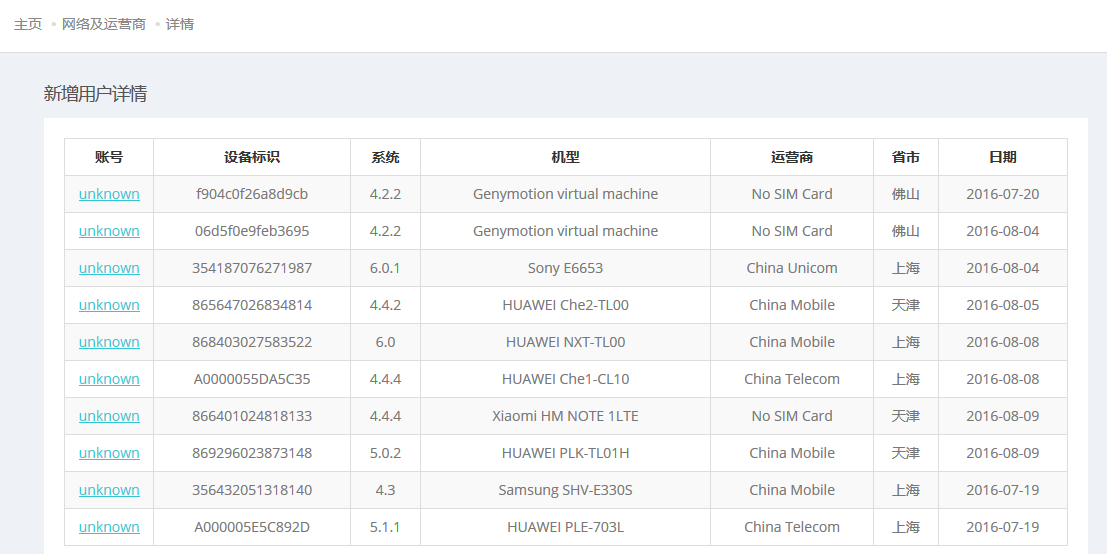 主页 网络及运营商 详情
新增用户详情
账号 设备标识 系统 机型 运营商 省市 日期
unknown f904c0f26a8d9cb 4.2.2 Genymotion virtual machine No SIM Card 佛山 2016-07-20
unknown 06d5f0e9feb3695 4.2.2 Genymotion virtual machine No SIM Card 佛山 2016-08-04
unknown 354187076271987 6.0.1 Sony E6653 China Unicom 上海 2016-08-04
unknown 865647026834814 4.4.2 HUAWEI Che2-TL00 China Mobile 天津 2016-08-05
unknown 868403027583522 6.0 HUAWEI NXT-TL00 China Mobile 上海 2016-08-08
unknown A0000055DA5C35 4.4.4 HUAWEI Che1-CL10 China Telecom 上海 2016-08-08
unknown 866401024818133 4.4.4 Xiaomi HM NOTE 1LTE No SIM Card 天津 2016-08-09
unknown 869296023873148 5.0.2 HUAWEI PLK-TL01H China Mobile 天津 2016-08-09
unknown 356432051318140 4.3 Samsung SHV-E330S China Mobile 上海 2016-07-19
unknown A000005E5C892D 5.1.1 HUAWEI PLE-703L China Telecom 上海 2016-07-19